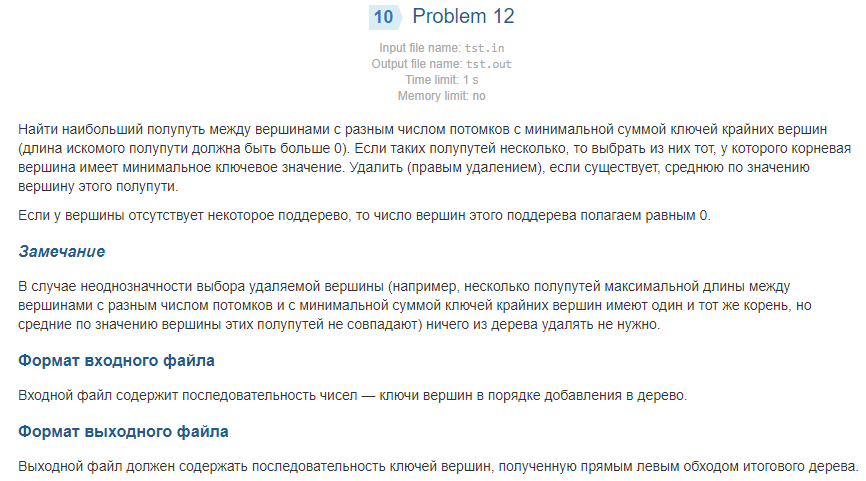 10 Problem 12
Input file name: tst.in
Output file name: tst.out
Time limit: 1 s
Memory limit: no
Найти наибольший полупуть между вершинами с разным числом потомков с минимальной суммой ключей крайних вершин
(длина искомого полупути должна быть больше 0). Если таких полупутей несколько, то выбрать из них тот, у которого корневая
вершина имеет минимальное ключевое значение. Удалить (правым удалением), если существует, среднюю по значению
вершину этого полупути.
Если у вершины отсутствует некоторое поддерево, то число вершин этого поддерева полагаем равным 0.
Замечание
В случае неоднозначности выбора удаляемой вершины (например, несколько полупутей максимальной длины между
вершинами с разным числом потомков и с минимальной суммой ключей крайних вершин имеют один и тот же корень, но
средние по значению вершины этих полупутей не совпадают) ничего из дерева удалять не нужно.
Формат входного файла
Входной файл содержит последовательность чисел — ключи вершин в порядке добавления в дерево.
Формат выходного файла
Выходной файл должен содержать последовательность ключей вершин, полученную прямым левым обходом итогового дерева.